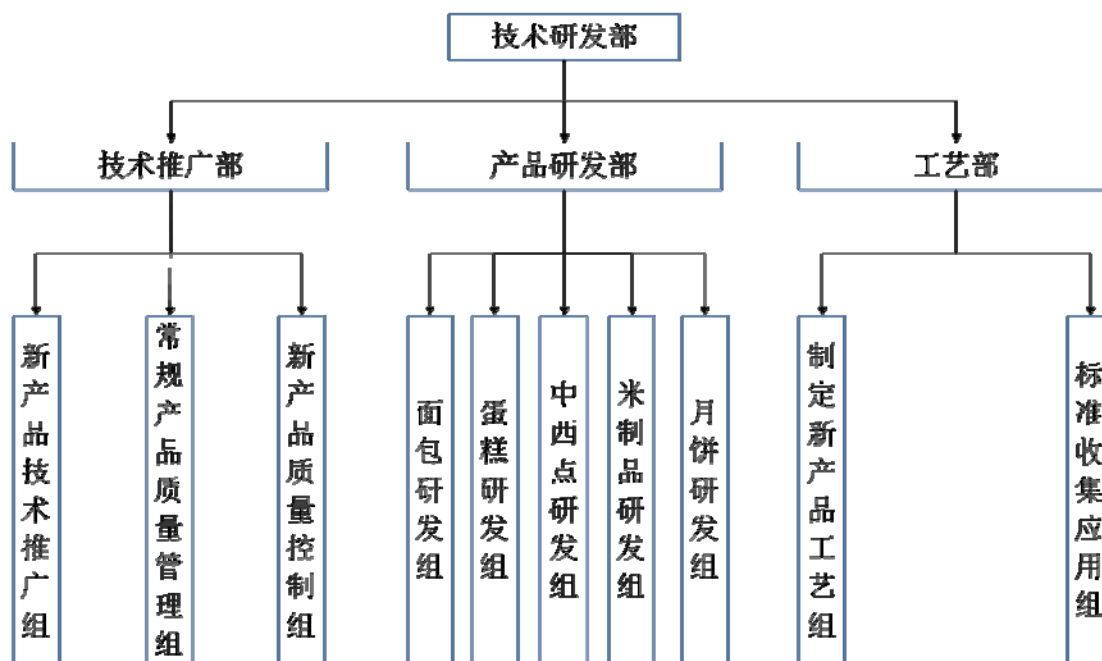 技术研发部
技术推广部
产品研发部
工艺部
新产品技术推广组
常规产品质量管理组
新产品质量控制组
面包研发组
蛋糕研发组
中西点研发组
米制品研发组
月饼研发组
制定新产品工艺组
标准收集应用组